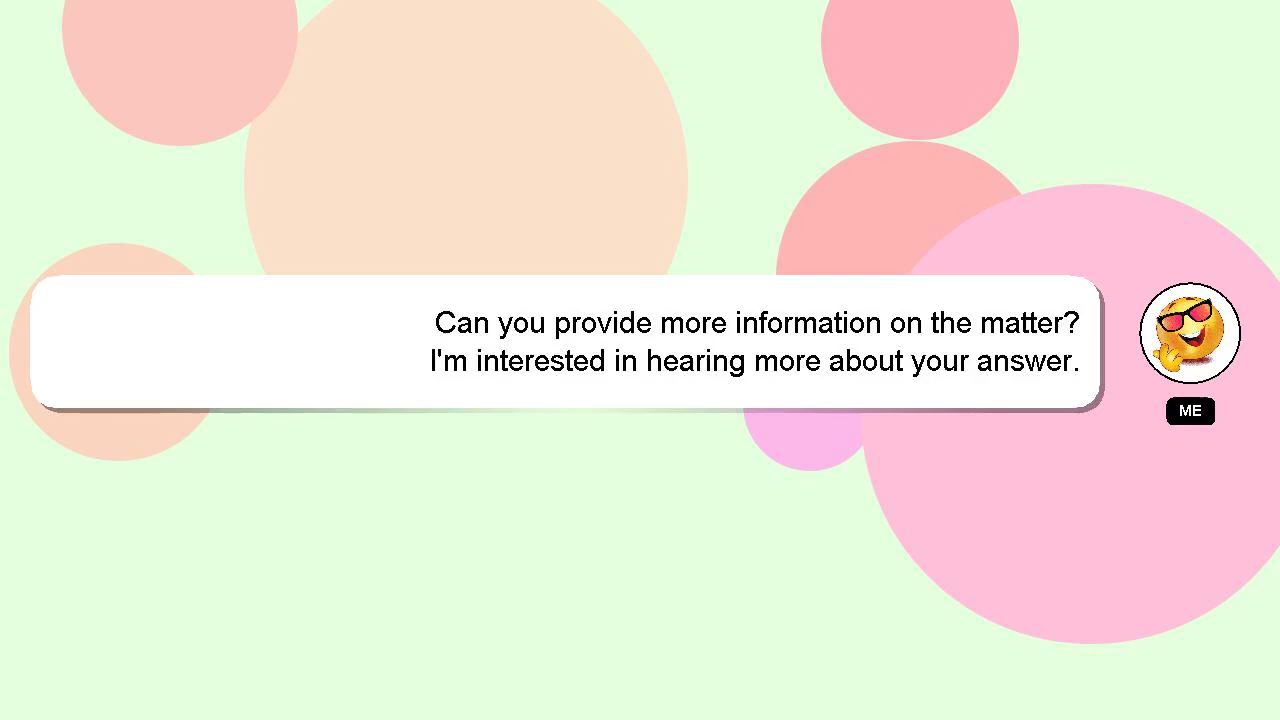 Can you provide more information on the matter?
I'm interested in hearing more about your answer.
ME